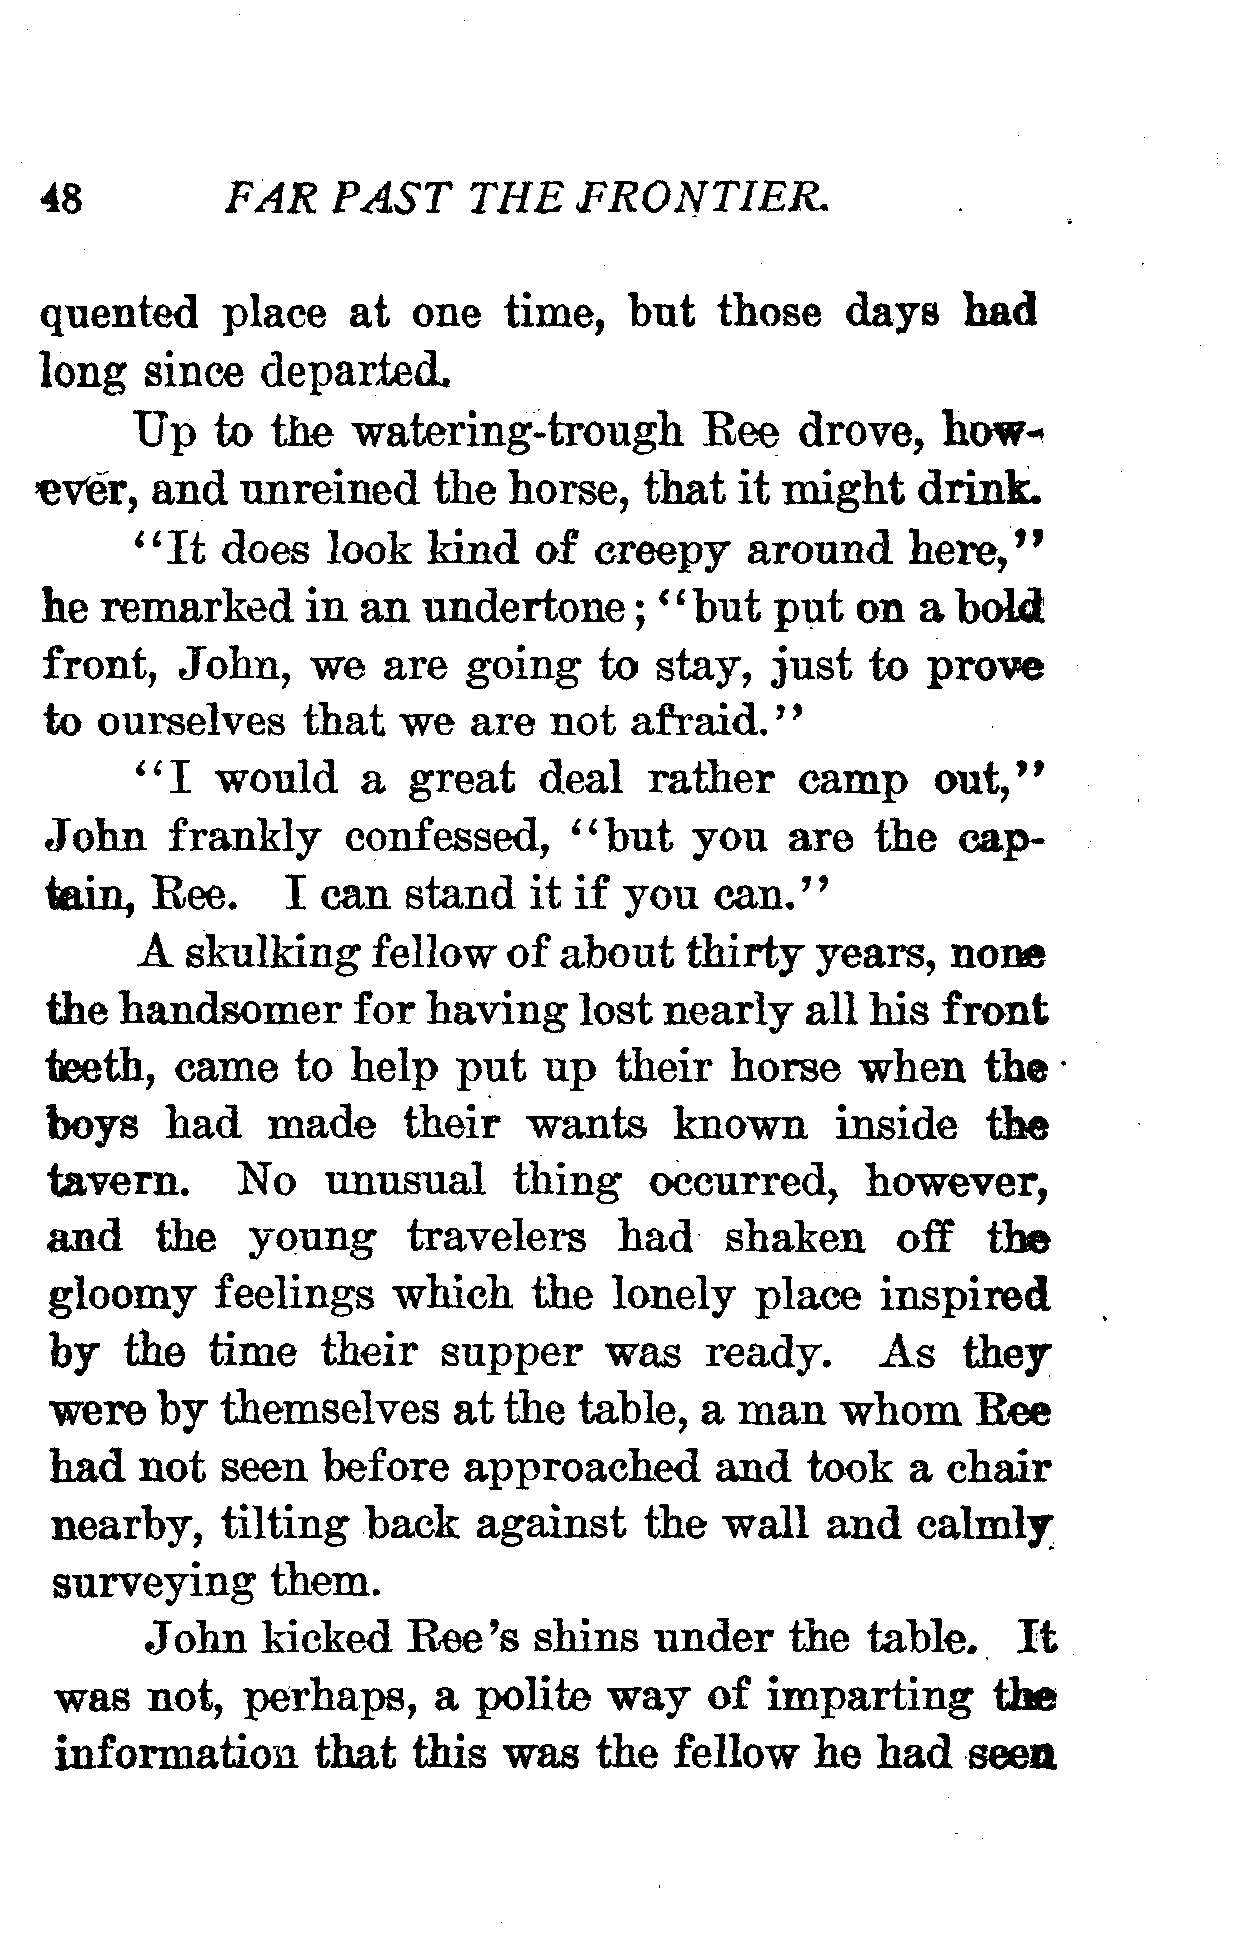 48 FAR PAST THE FRONTIER.
quented place at one time, but those days had
long since departed.
Up to the watering-trough Ree drove, how-
ever, and unreined the horse, that it might drink.
"It does look kind of creepy around here,"
he remarked in an undertone; "but put on a bold
front, John, we are going to stay, just to prove
to ourselves that we are not afraid."
"I would a great deal rather camp out,"
John frankly confessed, "but you are the cap-
tain, Ree. I can stand it if you can."
A skulking fellow of about thirty years, none
the handsomer for having lost nearly all his front
teeth, came to help put up their horse when the
boys had made their wants known inside the
tavern. No unusual thing occurred, however,
and the young travelers had shaken off the
gloomy feelings which the lonely place inspired
by the time their supper was ready. As they
were by themselves at the table, a man whom Ree
had not seen before approached and took a chair
nearby, tilting back against the wall and calmly
surveying them.
John kicked Ree's shins under the table. It
was not, perhaps, a polite way of imparting the
information that this was the fellow he had seen